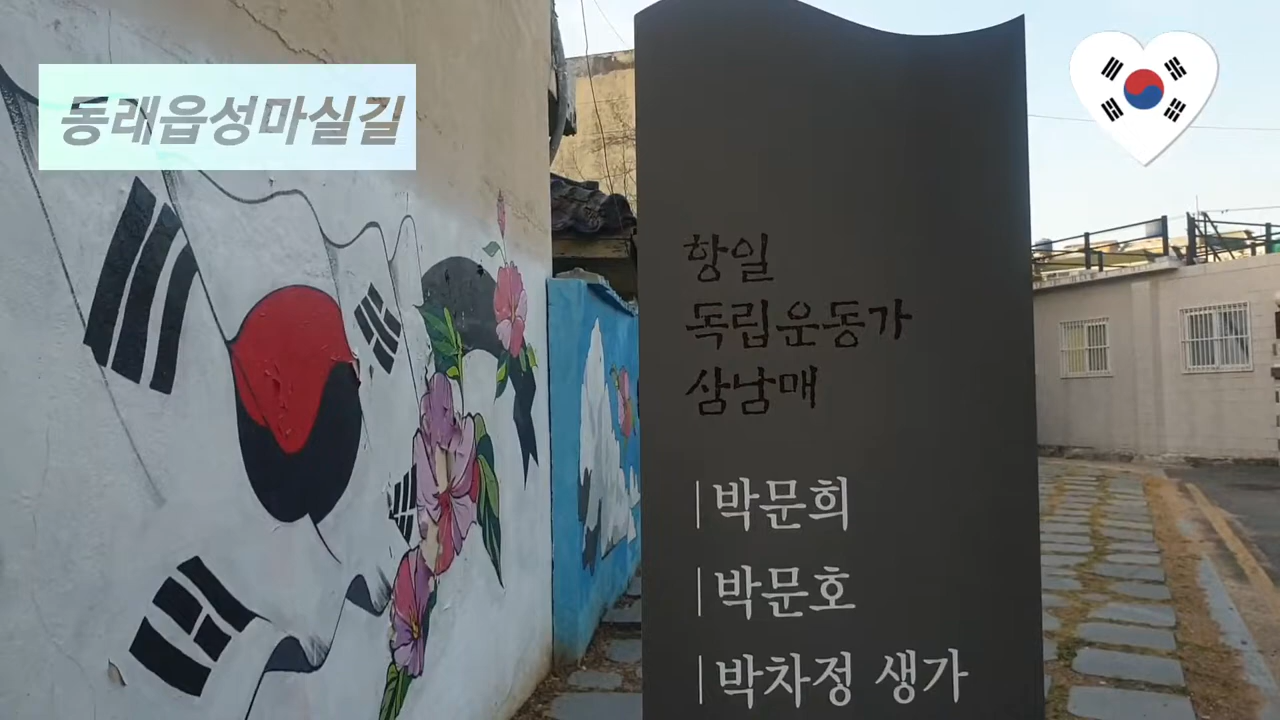 동래읍성마실길
항일
독립운동가
삼남매
박문희
박문호
박차정 생가